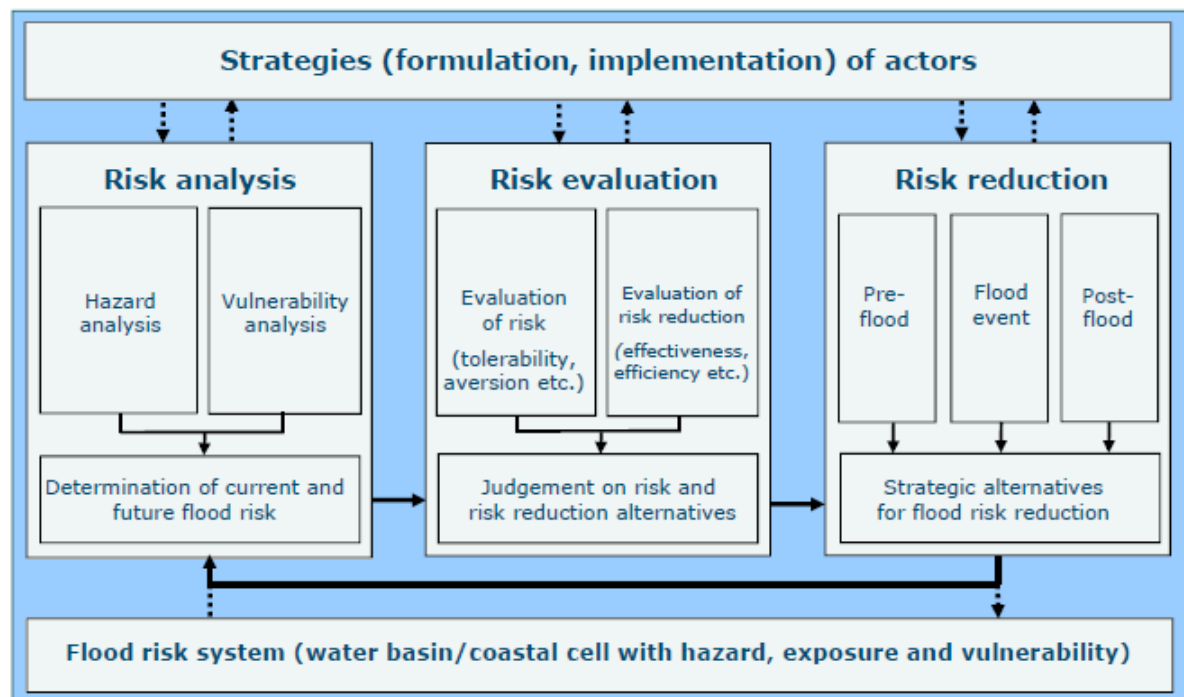 Strategies (formulation, implementation) of actors
Risk analysis
Hazard
analysis
Vulnerability
analysis
Determination of current and
future flood risk
Risk evaluation
Evaluation
of risk
(tolerability,
aversion etc.)
Evaluation of
risk reduction
(effectiveness,
efficiency etc.)
Judgement on risk and
risk reduction alternatives
Risk reduction
Pre-
flood
Flood
event
Post-
flood
Strategic alternatives
for flood risk reduction
Flood risk system (water basin/coastal cell with hazard, exposure and vulnerability)